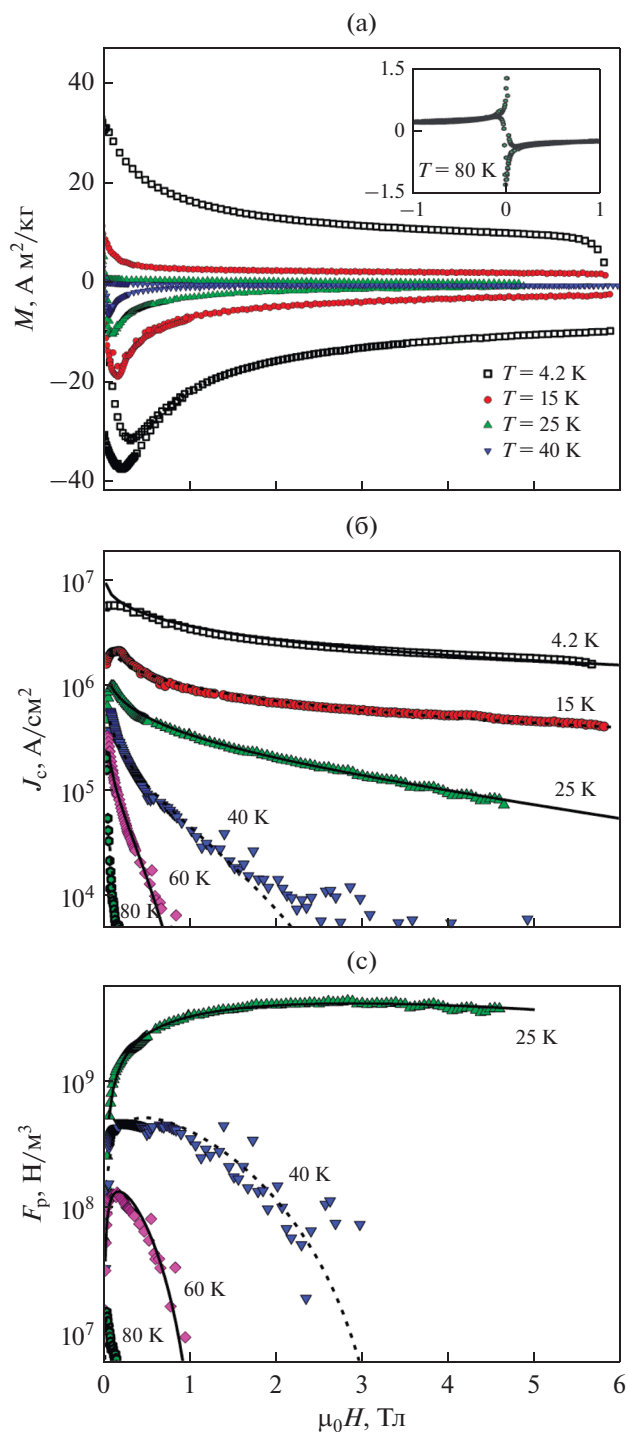 (а)
40
20
0
−20
−40
M, А м²/кг
1.5
0
−1.5
T = 80 K
−1
0
1
T = 4.2 K
T = 15 K
T = 25 K
T = 40 K
(б)
10⁷
10⁶
10⁵
10⁴
J_c, А/см²
4.2 K
15 K
25 K
40 K
60 K
80 K
(с)
10⁹
10⁸
10⁷
F_p, Н/м³
25 K
40 K
60 K
80 K
0
1
2
3
4
5
6
μ₀H, Тл